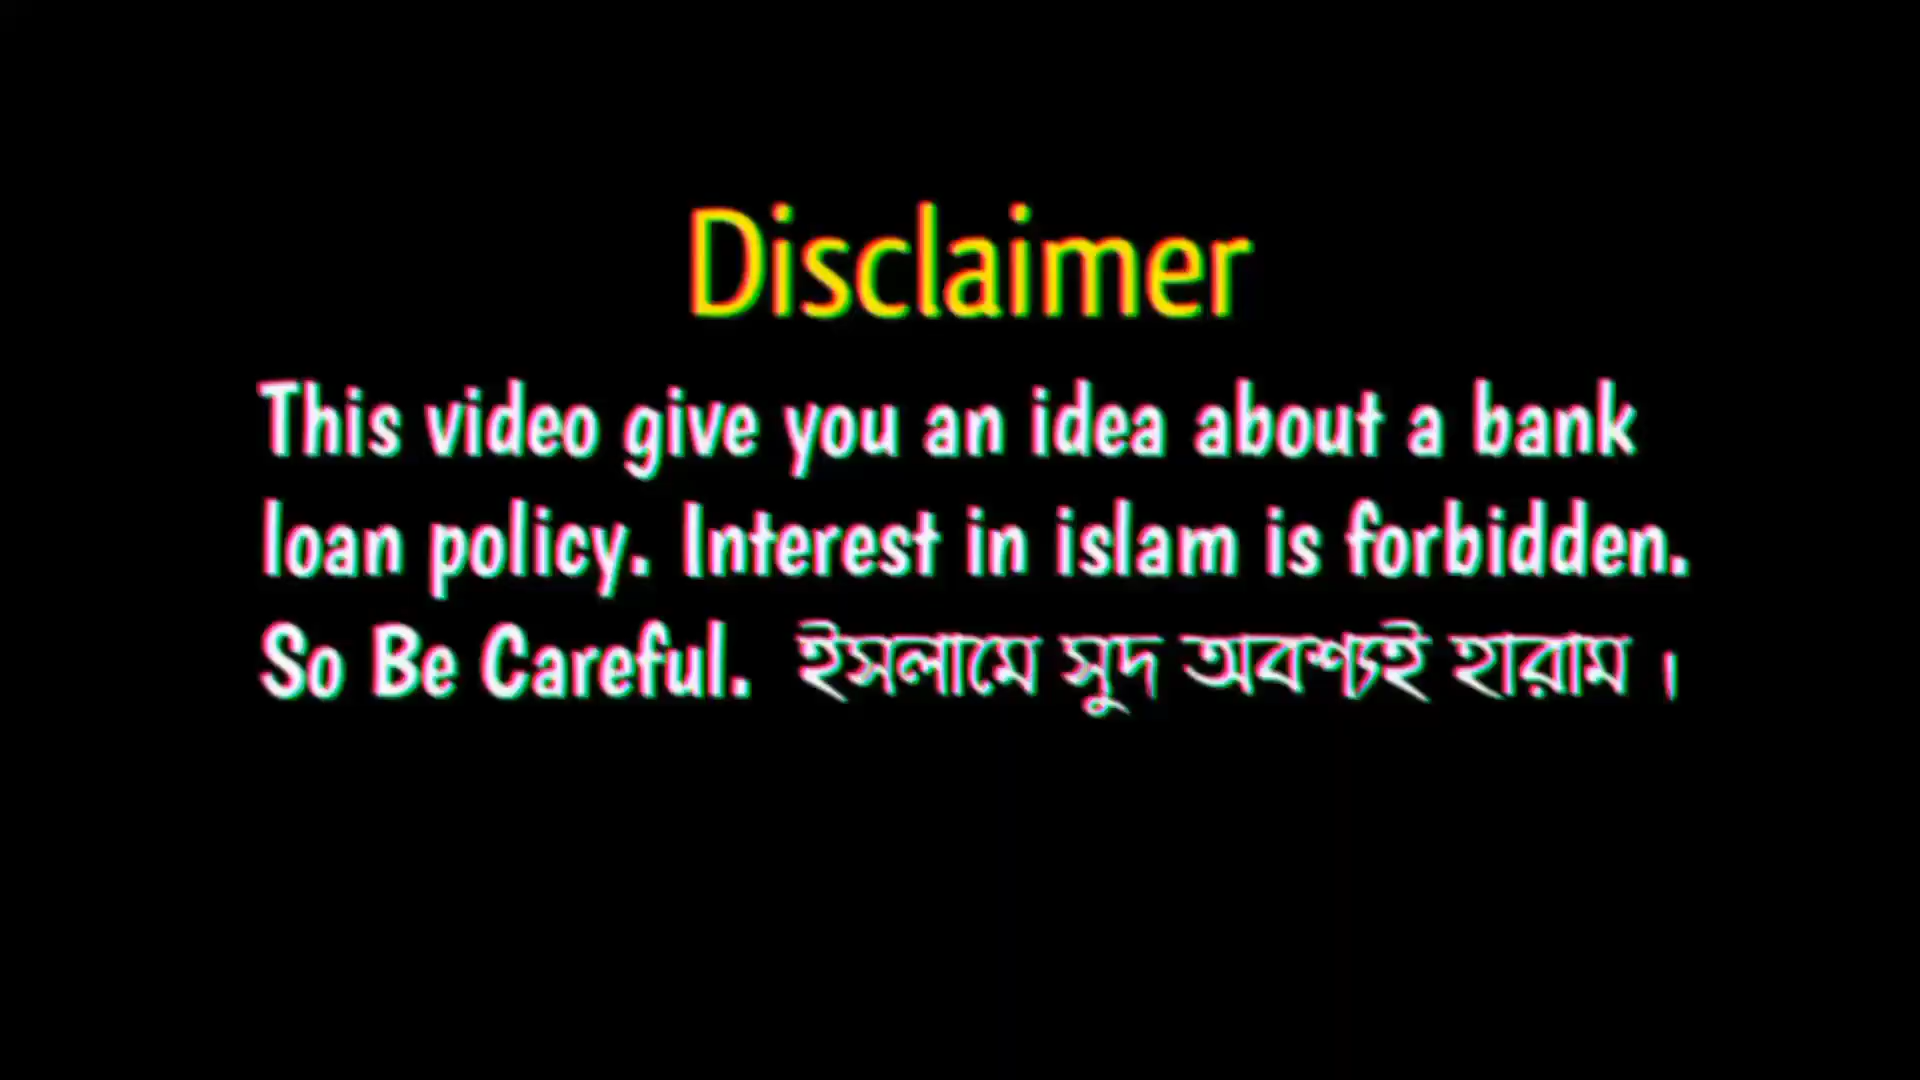 Disclaimer
This video give you an idea about a bank
loan policy. Interest in islam is forbidden.
So Be Careful. ইসলামে সুদ অবশ্যই হারাম ।